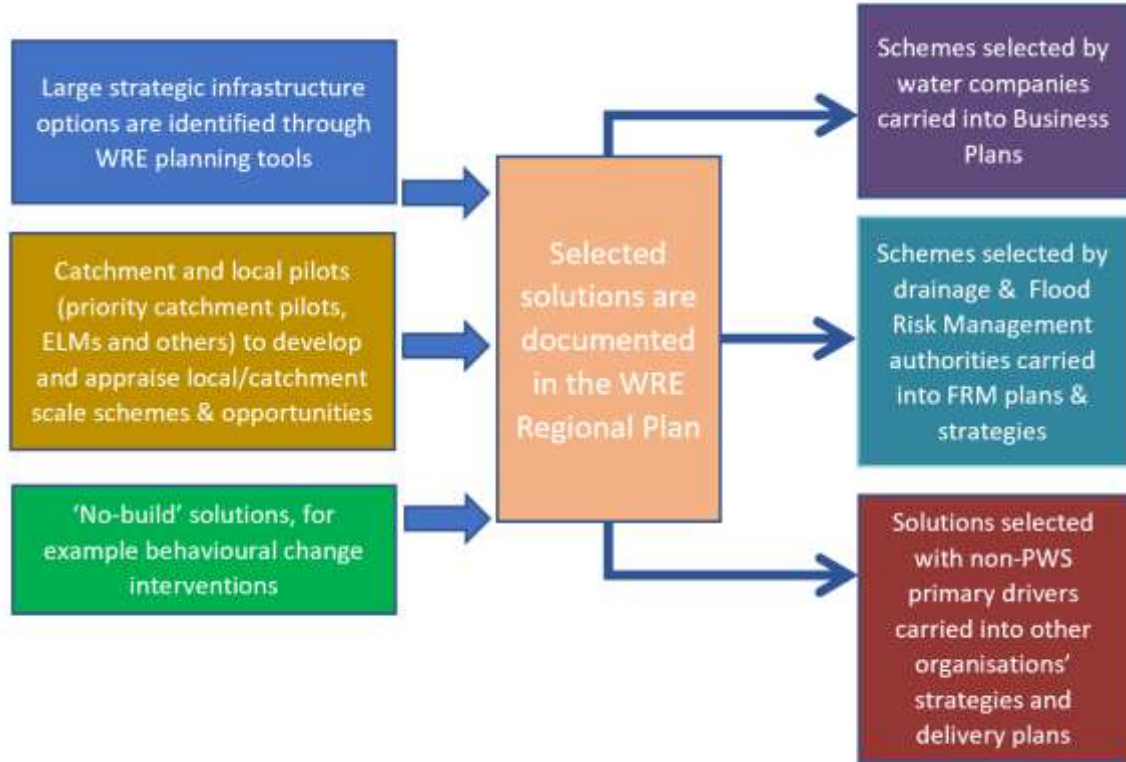 Large strategic infrastructure
options are identified through
WRE planning tools
Catchment and local pilots
(priority catchment pilots,
ELMs and others) to develop
and appraise local/catchment
scale schemes & opportunities
‘No-build’ solutions, for
example behavioural change
interventions
Selected
solutions are
documented
in the WRE
Regional Plan
Schemes selected by
water companies
carried into Business
Plans
Schemes selected by
drainage & Flood
Risk Management
authorities carried
into FRM plans &
strategies
Solutions selected
with non-PWS
primary drivers
carried into other
organisations’
strategies and
delivery plans